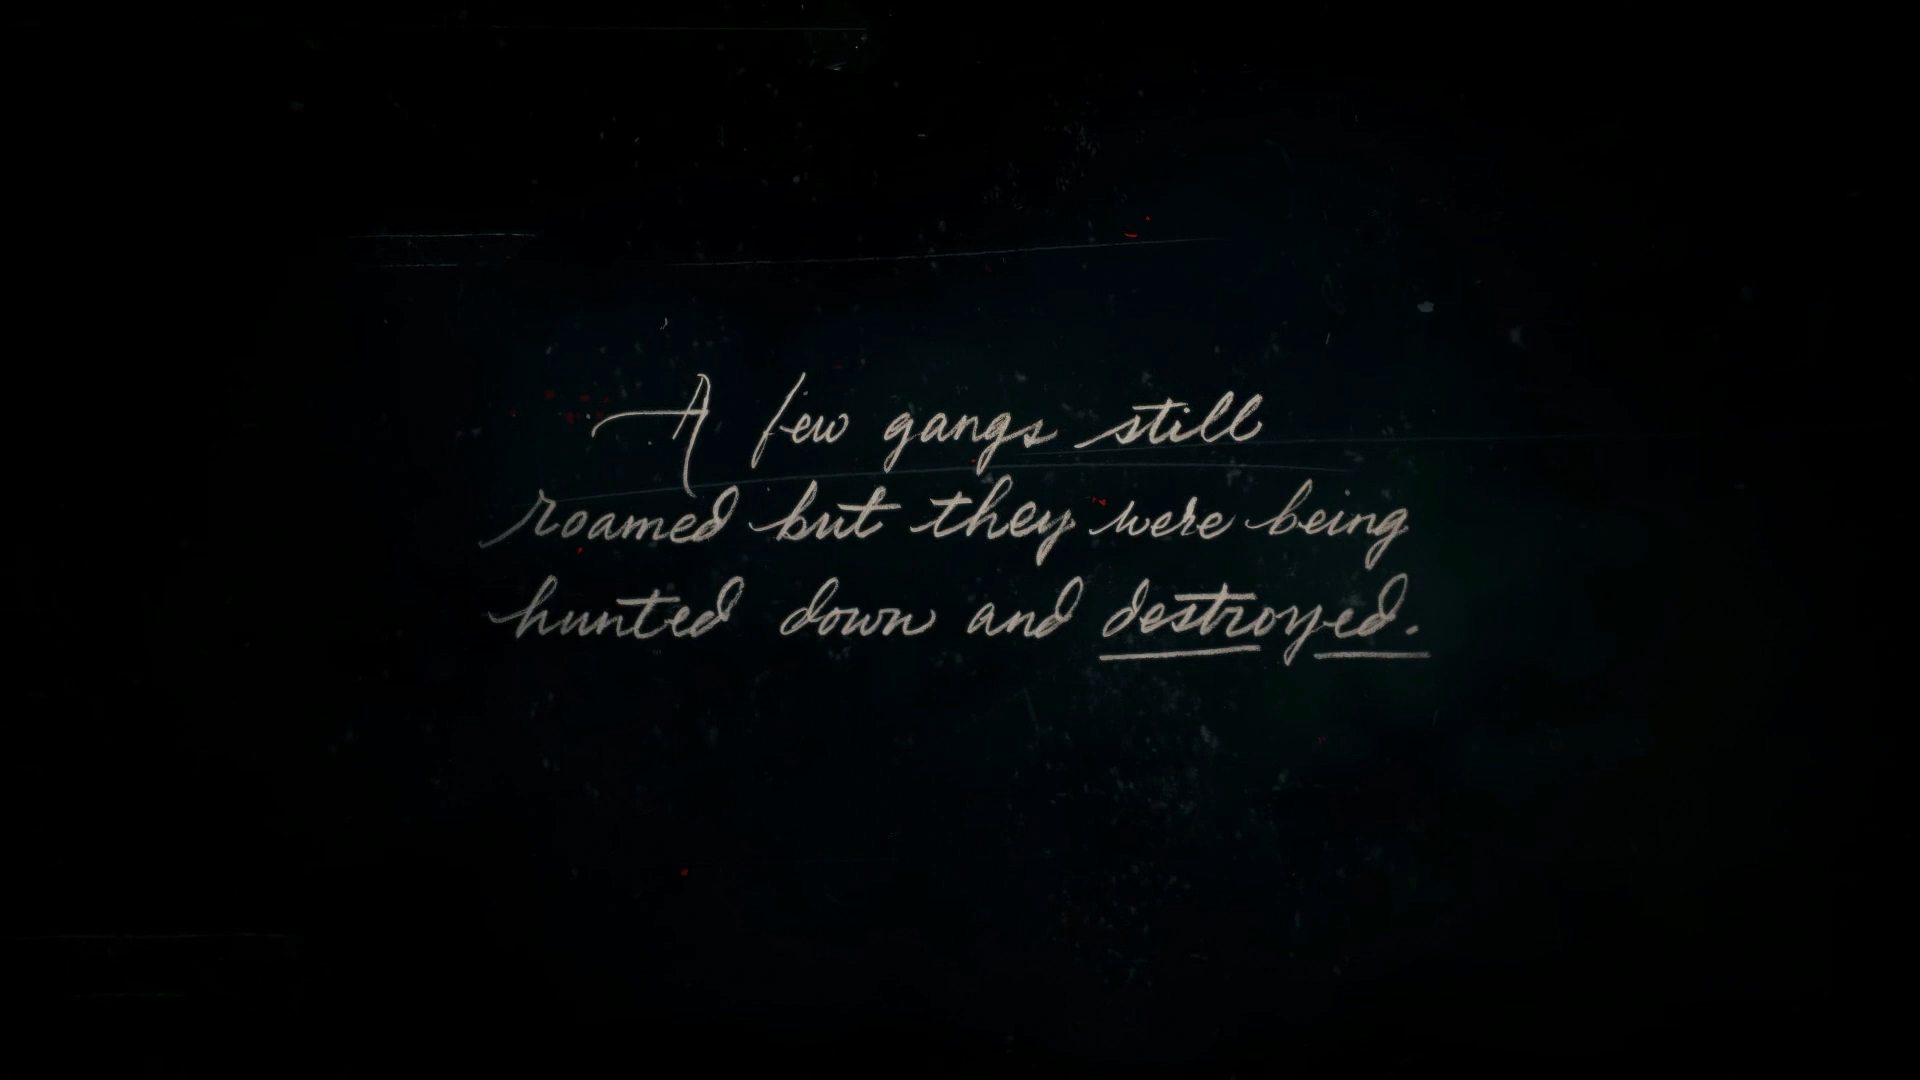 A few gangs still
roamed but they were being
hunted down and destroyed.